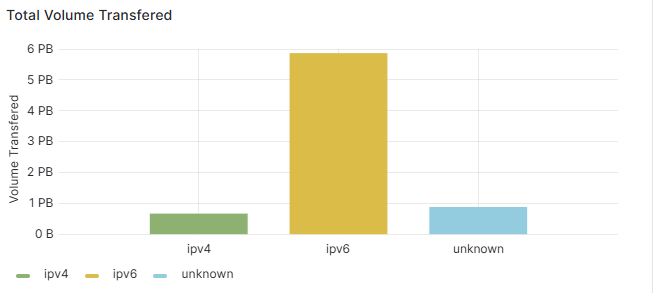 Total Volume Transfered
6 PB
5 PB
4 PB
3 PB
2 PB
1 PB
0 B
Volume Transfered
ipv4 ipv6 unknown
ipv4 ipv6 unknown